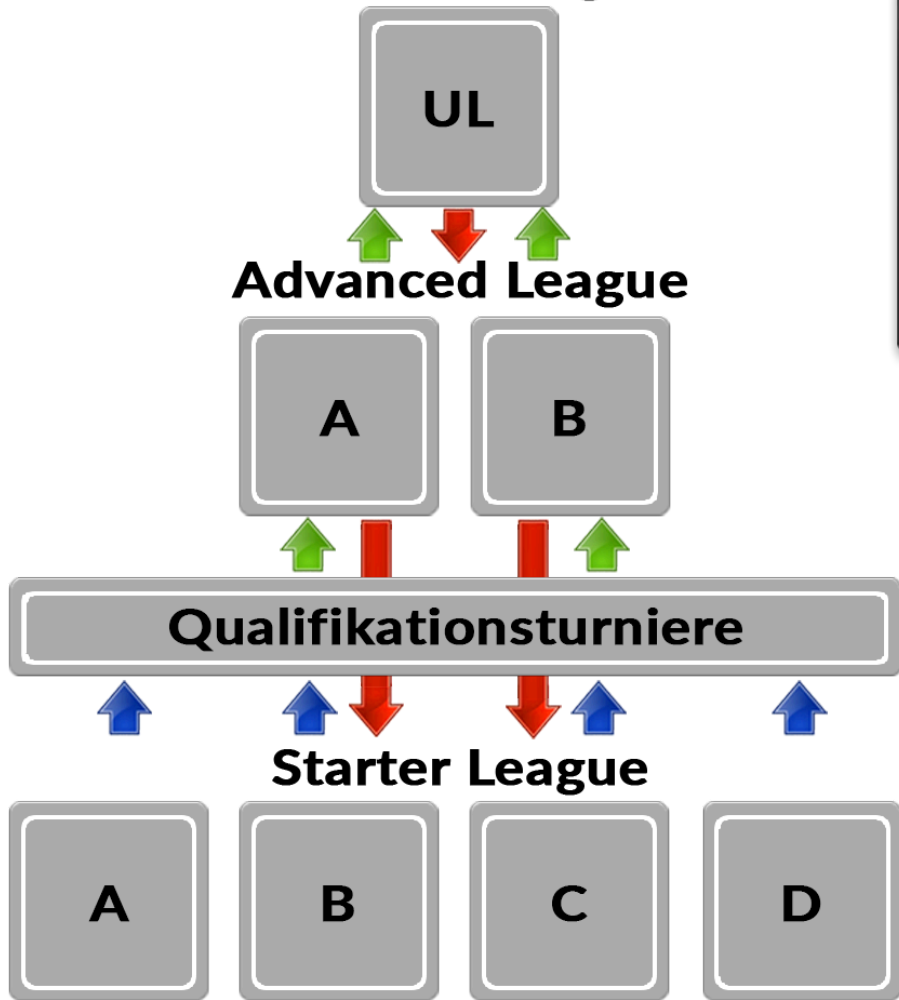 UL
Advanced League
A B
Qualifikationsturniere
Starter League
A B C D